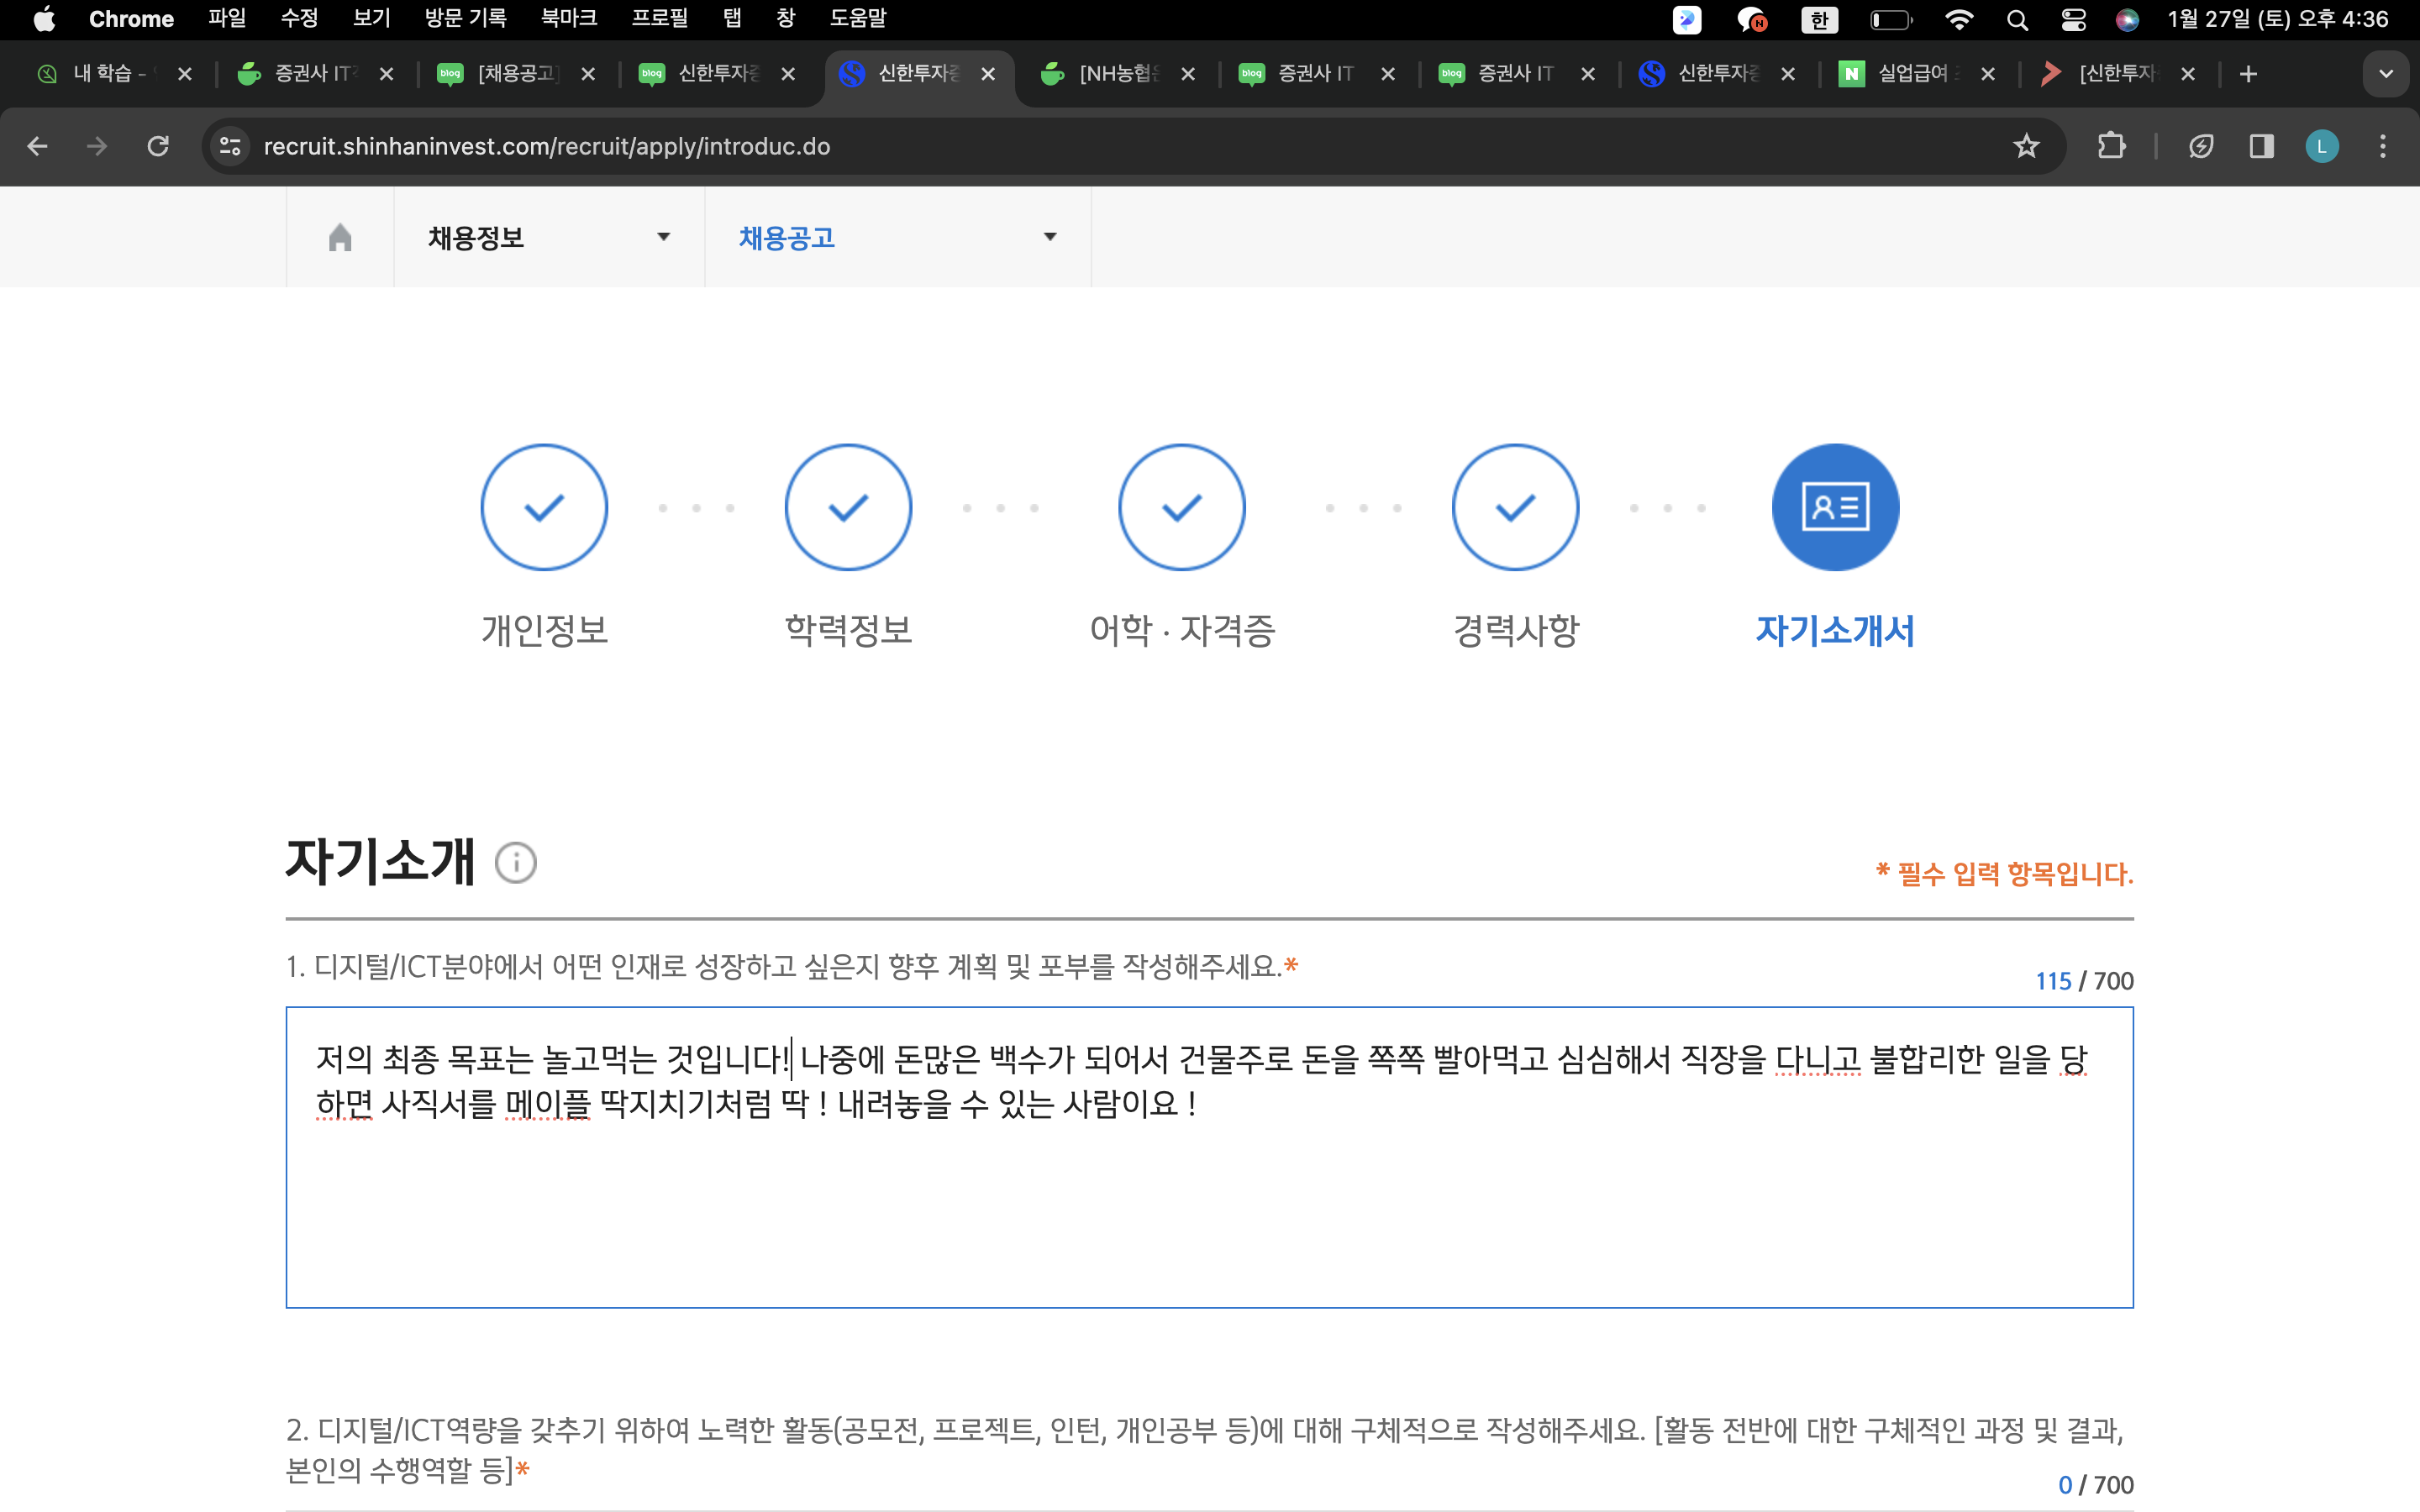 Chrome 파일 수정 보기 방문 기록 북마크 프로필 탭 창 도움말 한 1월 27일 (토) 오후 4:36
내 학습 - 증권사 IT blog [채용공고] blog 신한투자증 신한투자증 [NH농협은 blog 증권사 IT blog 증권사 IT 신한투자증 N 실업급여 [신한투자
recruit.shinhaninvest.com/recruit/apply/introduc.do L
채용정보 채용공고
개인정보 학력정보 어학 · 자격증 경력사항 자기소개서
자기소개
* 필수 입력 항목입니다.
1. 디지털/ICT분야에서 어떤 인재로 성장하고 싶은지 향후 계획 및 포부를 작성해주세요.*
115 / 700
저의 최종 목표는 놀고먹는 것입니다! 나중에 돈많은 백수가 되어서 건물주로 돈을 쪽쪽 빨아먹고 심심해서 직장을 다니고 불합리한 일을 당
하면 사직서를 메이플 딱지치기처럼 딱 ! 내려놓을 수 있는 사람이요 !
2. 디지털/ICT역량을 갖추기 위하여 노력한 활동(공모전, 프로젝트, 인턴, 개인공부 등)에 대해 구체적으로 작성해주세요. [활동 전반에 대한 구체적인 과정 및 결과,
본인의 수행역할 등]*
0 / 700